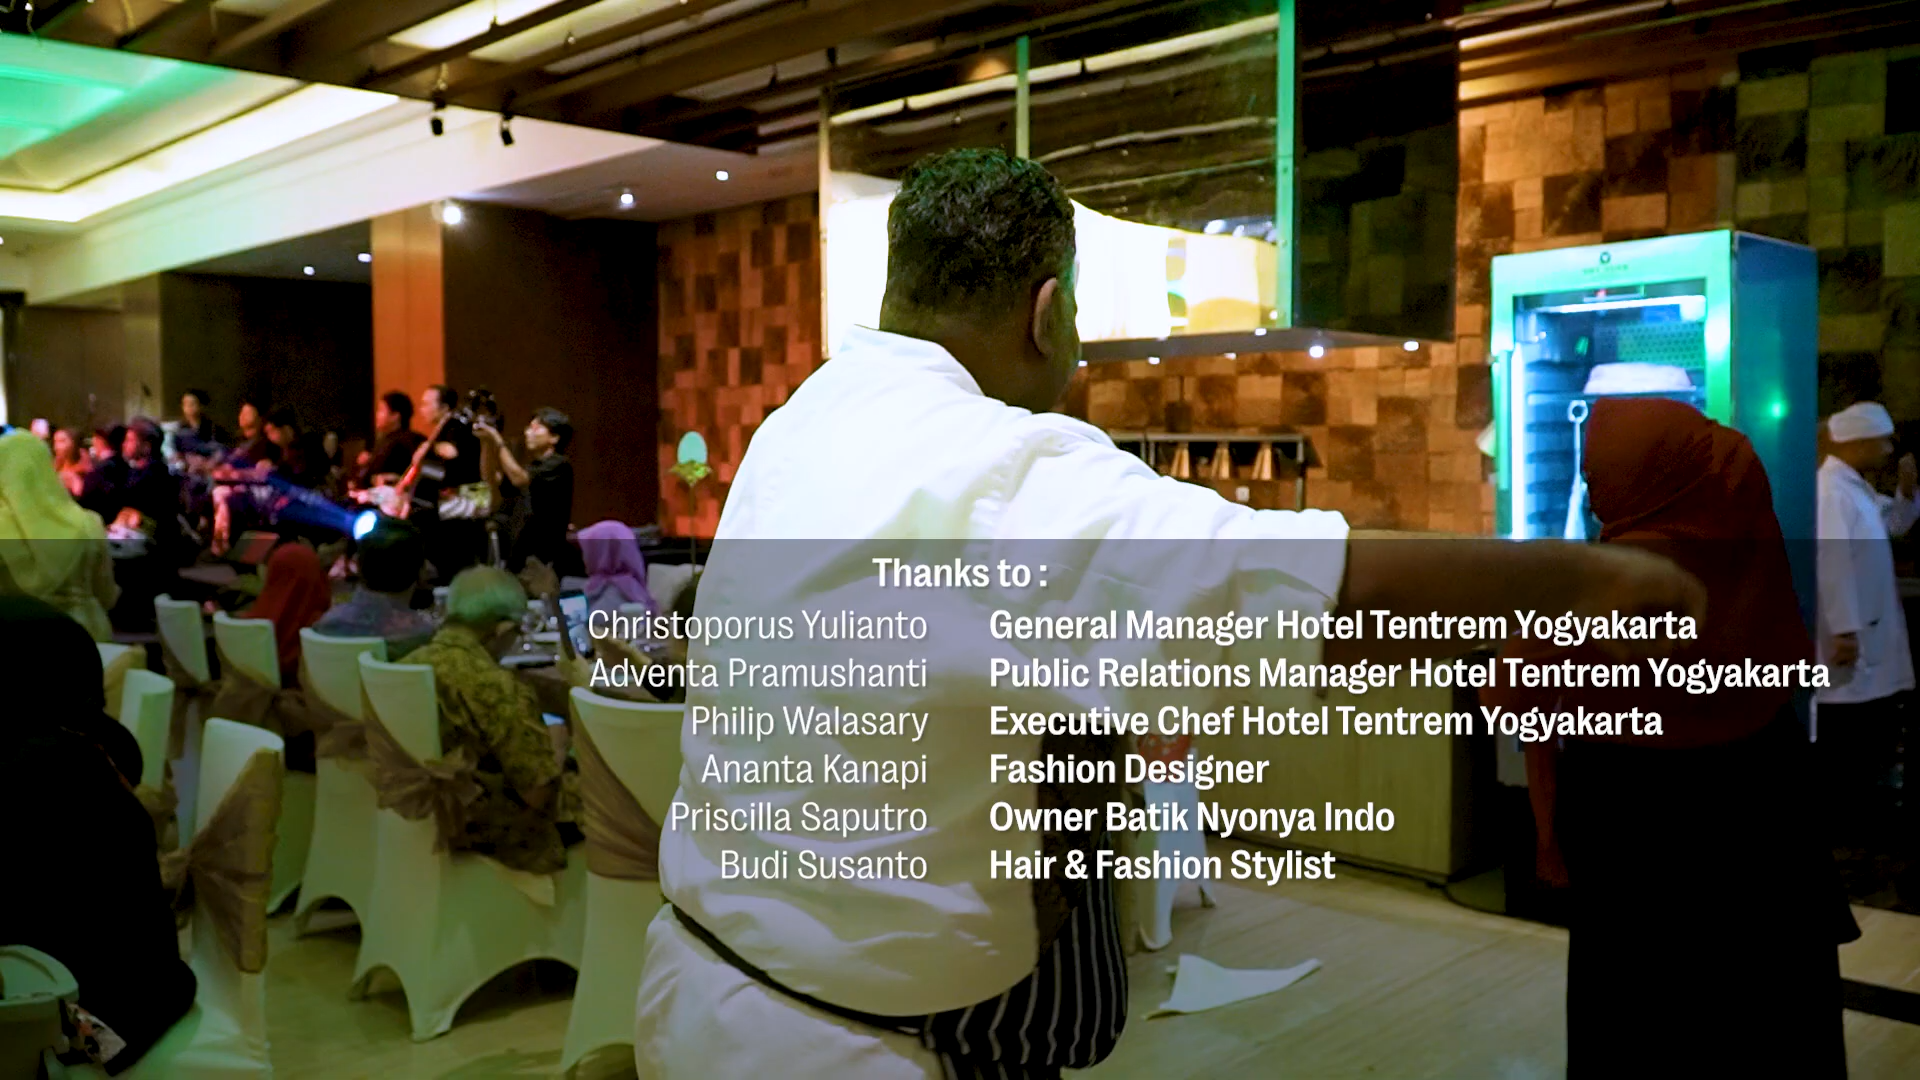 Thanks to :
Christoporus Yulianto General Manager Hotel Tentrem Yogyakarta
Adventa Pramushanti Public Relations Manager Hotel Tentrem Yogyakarta
Philip Walasary Executive Chef Hotel Tentrem Yogyakarta
Ananta Kanapi Fashion Designer
Priscilla Saputro Owner Batik Nyonya Indo
Budi Susanto Hair & Fashion Stylist